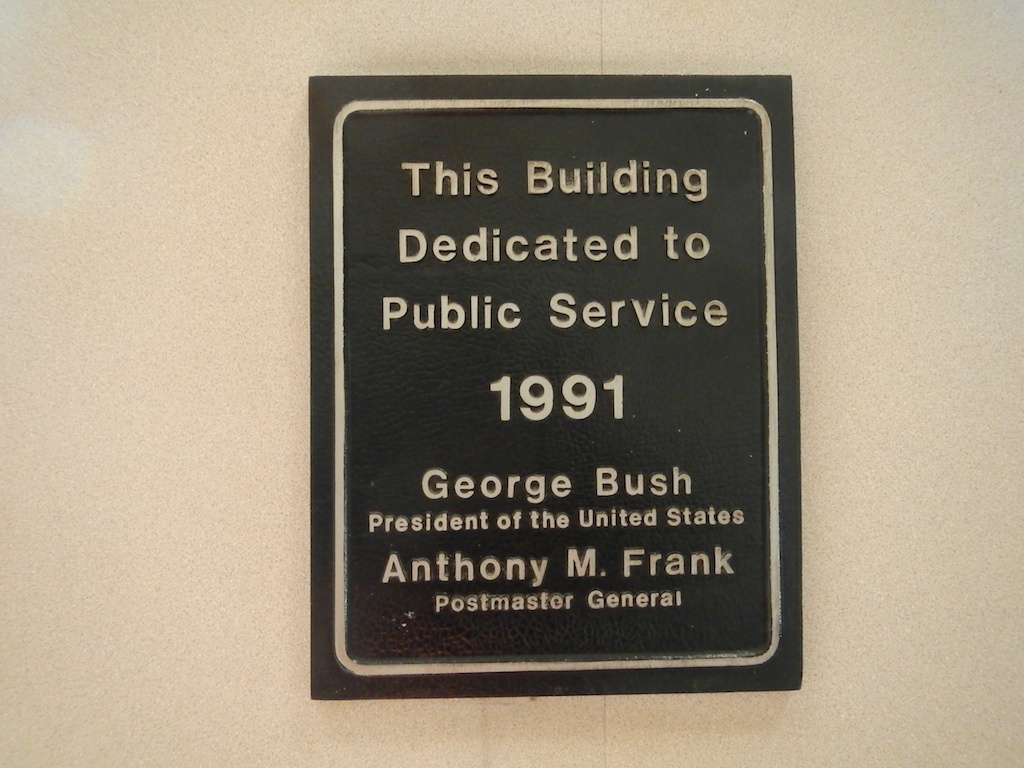 This Building
Dedicated to
Public Service
1991
George Bush
President of the United States
Anthony M. Frank
Postmaster General